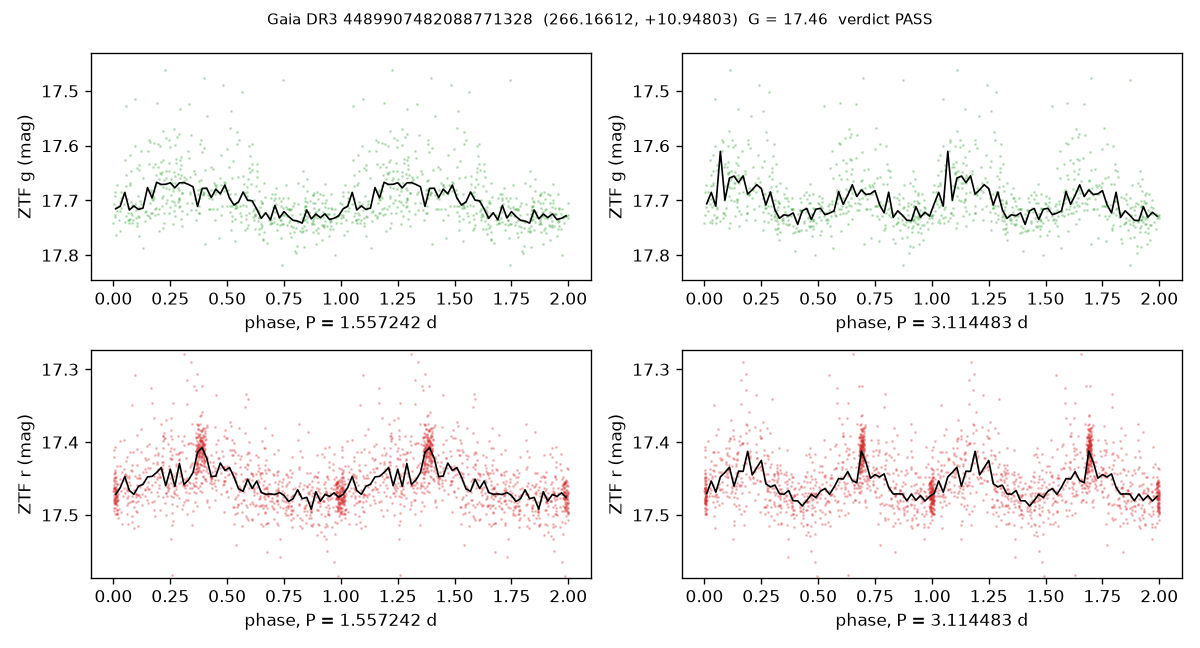 Gaia DR3 4489907482088771328 (266.16612, +10.94803) G = 17.46 verdict PASS
ZTF g (mag)
17.5
17.6
17.7
17.8
0.00 0.25 0.50 0.75 1.00 1.25 1.50 1.75 2.00
phase, P = 1.557242 d
ZTF g (mag)
17.5
17.6
17.7
17.8
0.00 0.25 0.50 0.75 1.00 1.25 1.50 1.75 2.00
phase, P = 3.114483 d
ZTF r (mag)
17.3
17.4
17.5
0.00 0.25 0.50 0.75 1.00 1.25 1.50 1.75 2.00
phase, P = 1.557242 d
ZTF r (mag)
17.3
17.4
17.5
0.00 0.25 0.50 0.75 1.00 1.25 1.50 1.75 2.00
phase, P = 3.114483 d